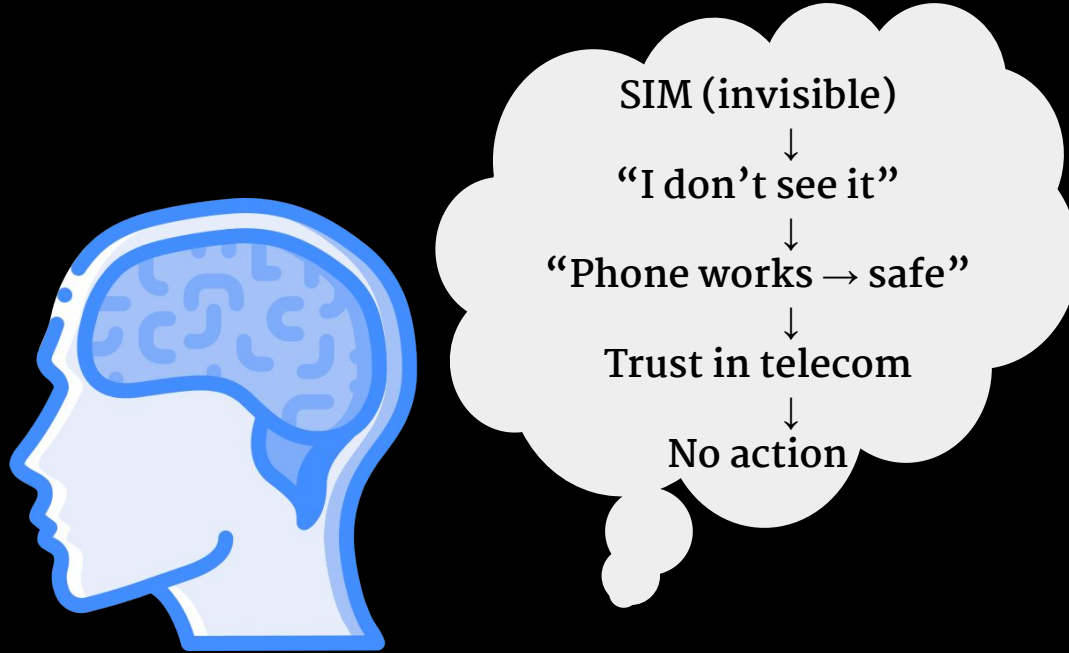 SIM (invisible)
↓
“I don’t see it”
↓
“Phone works → safe”
↓
Trust in telecom
↓
No action